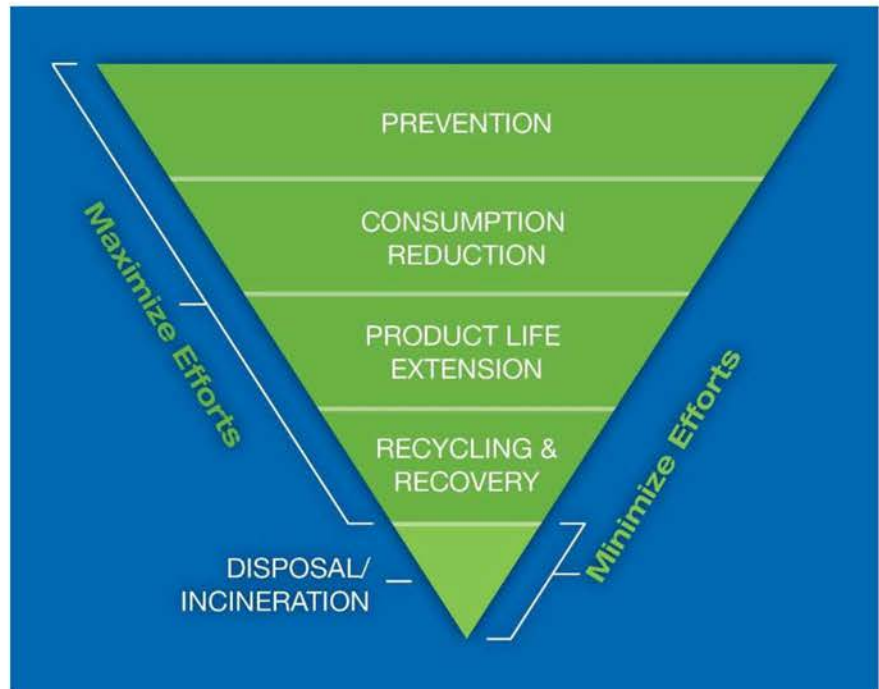 PREVENTION
CONSUMPTION
REDUCTION
PRODUCT LIFE
EXTENSION
RECYCLING &
RECOVERY
DISPOSAL/
INCINERATION
Maximize Efforts
Minimize Efforts